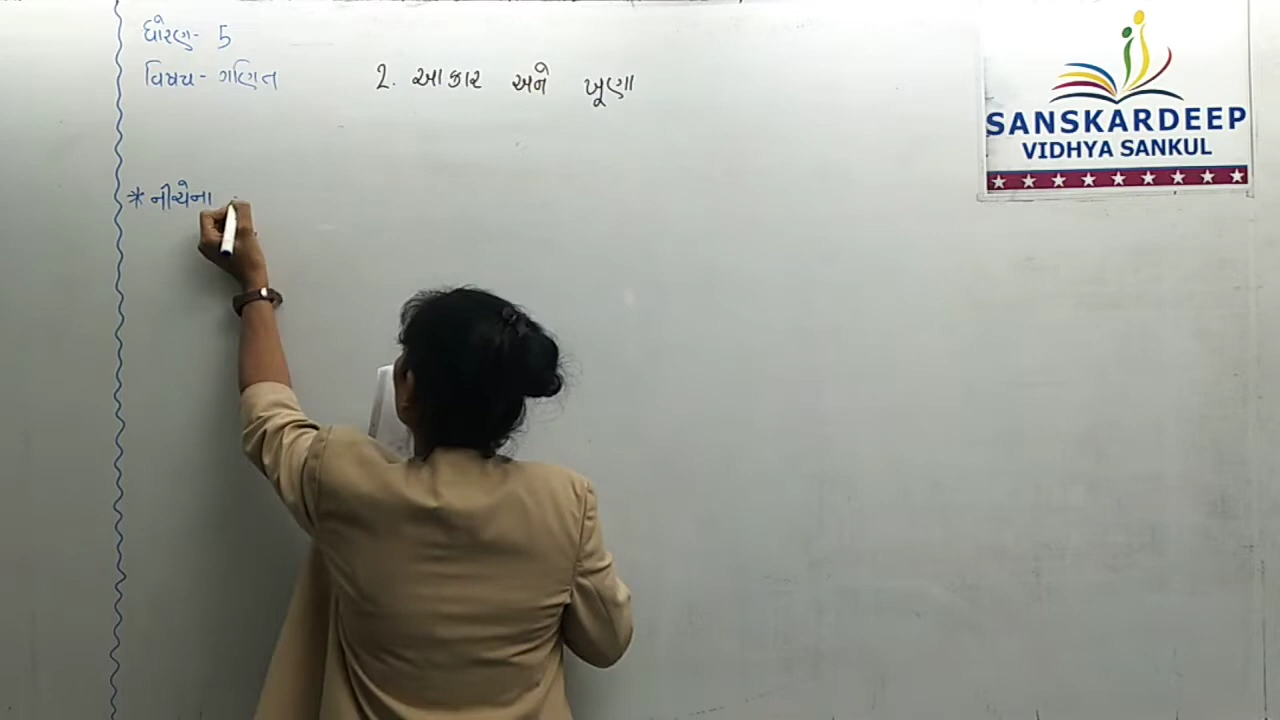 ધોરણ- 5
વિષય - ગણિત
2. આકાર અને ખૂણા
* નીચેના
SANSKARDEEP
VIDHYA SANKUL